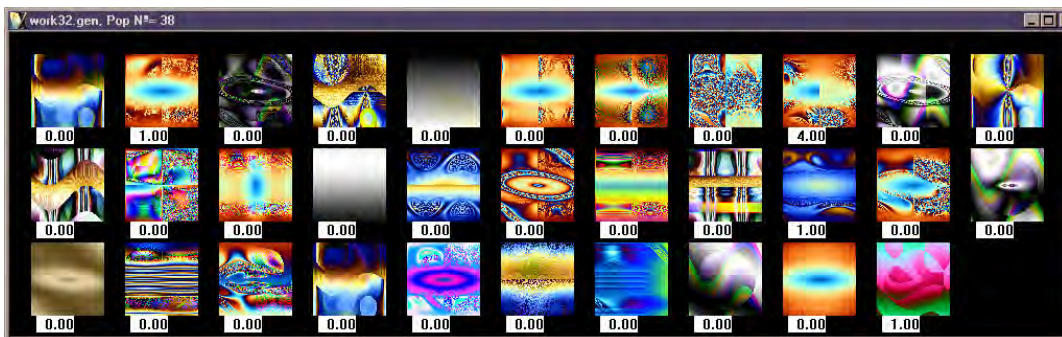 work32.gen, Pop Nº= 38
0.00 1.00 0.00 0.00 0.00 0.00 0.00 0.00 4.00 0.00 0.00
0.00 0.00 0.00 0.00 0.00 0.00 0.00 0.00 1.00 0.00 0.00
0.00 0.00 0.00 0.00 0.00 0.00 0.00 0.00 0.00 1.00